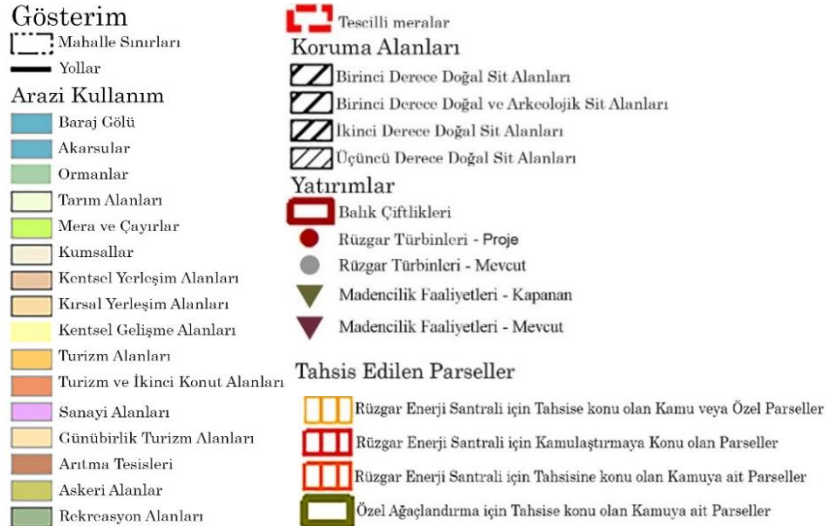 Gösterim
Mahalle Sınırları
Yollar
Arazi Kullanım
Baraj Gölü
Akarsular
Ormanlar
Tarım Alanları
Mera ve Çayırlar
Kumsallar
Kentsel Yerleşim Alanları
Kırsal Yerleşim Alanları
Kentsel Gelişme Alanları
Turizm Alanları
Turizm ve İkinci Konut Alanları
Sanayi Alanları
Günübirlik Turizm Alanları
Arıtma Tesisleri
Askeri Alanlar
Rekreasyon Alanları
Tescilli meralar
Koruma Alanları
Birinci Derece Doğal Sit Alanları
Birinci Derece Doğal ve Arkeolojik Sit Alanları
İkinci Derece Doğal Sit Alanları
Üçüncü Derece Doğal Sit Alanları
Yatırımlar
Balık Çiftlikleri
Rüzgar Türbinleri - Proje
Rüzgar Türbinleri - Mevcut
Madencilik Faaliyetleri - Kapanan
Madencilik Faaliyetleri - Mevcut
Tahsis Edilen Parseller
Rüzgar Enerji Santrali için Tahsise konu olan Kamu veya Özel Parseller
Rüzgar Enerji Santrali için Kamulaştırmaya Konu olan Parseller
Rüzgar Enerji Santrali için Tahsisine konu olan Kamuya ait Parseller
Özel Ağaçlandırma için Tahsise konu olan Kamuya ait Parseller